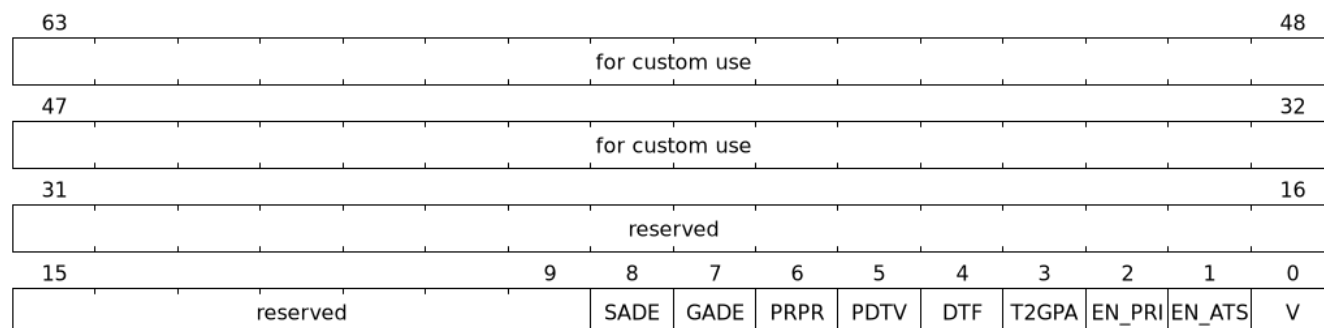 63 48
for custom use
47 32
for custom use
31 16
reserved
15 9 8 7 6 5 4 3 2 1 0
reserved SADE GADE PRPR PDTV DTF T2GPA EN_PRI EN_ATS V